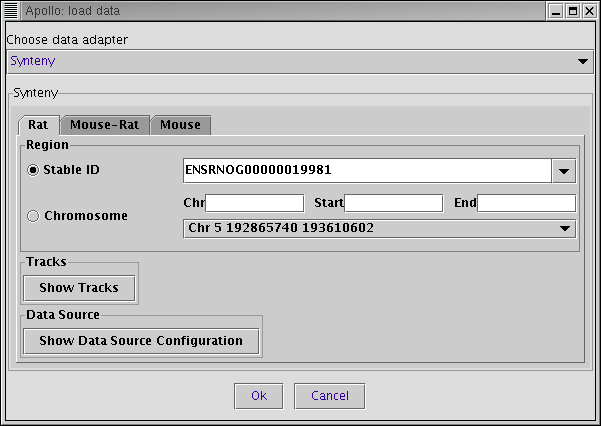 Apollo: load data
Choose data adapter
Synteny
Synteny
Rat Mouse-Rat Mouse
Region
Stable ID ENSRNOG00000019981
Chr Start End
Chromosome
Chr 5 192865740 193610602
Tracks
Show Tracks
Data Source
Show Data Source Configuration
Ok Cancel